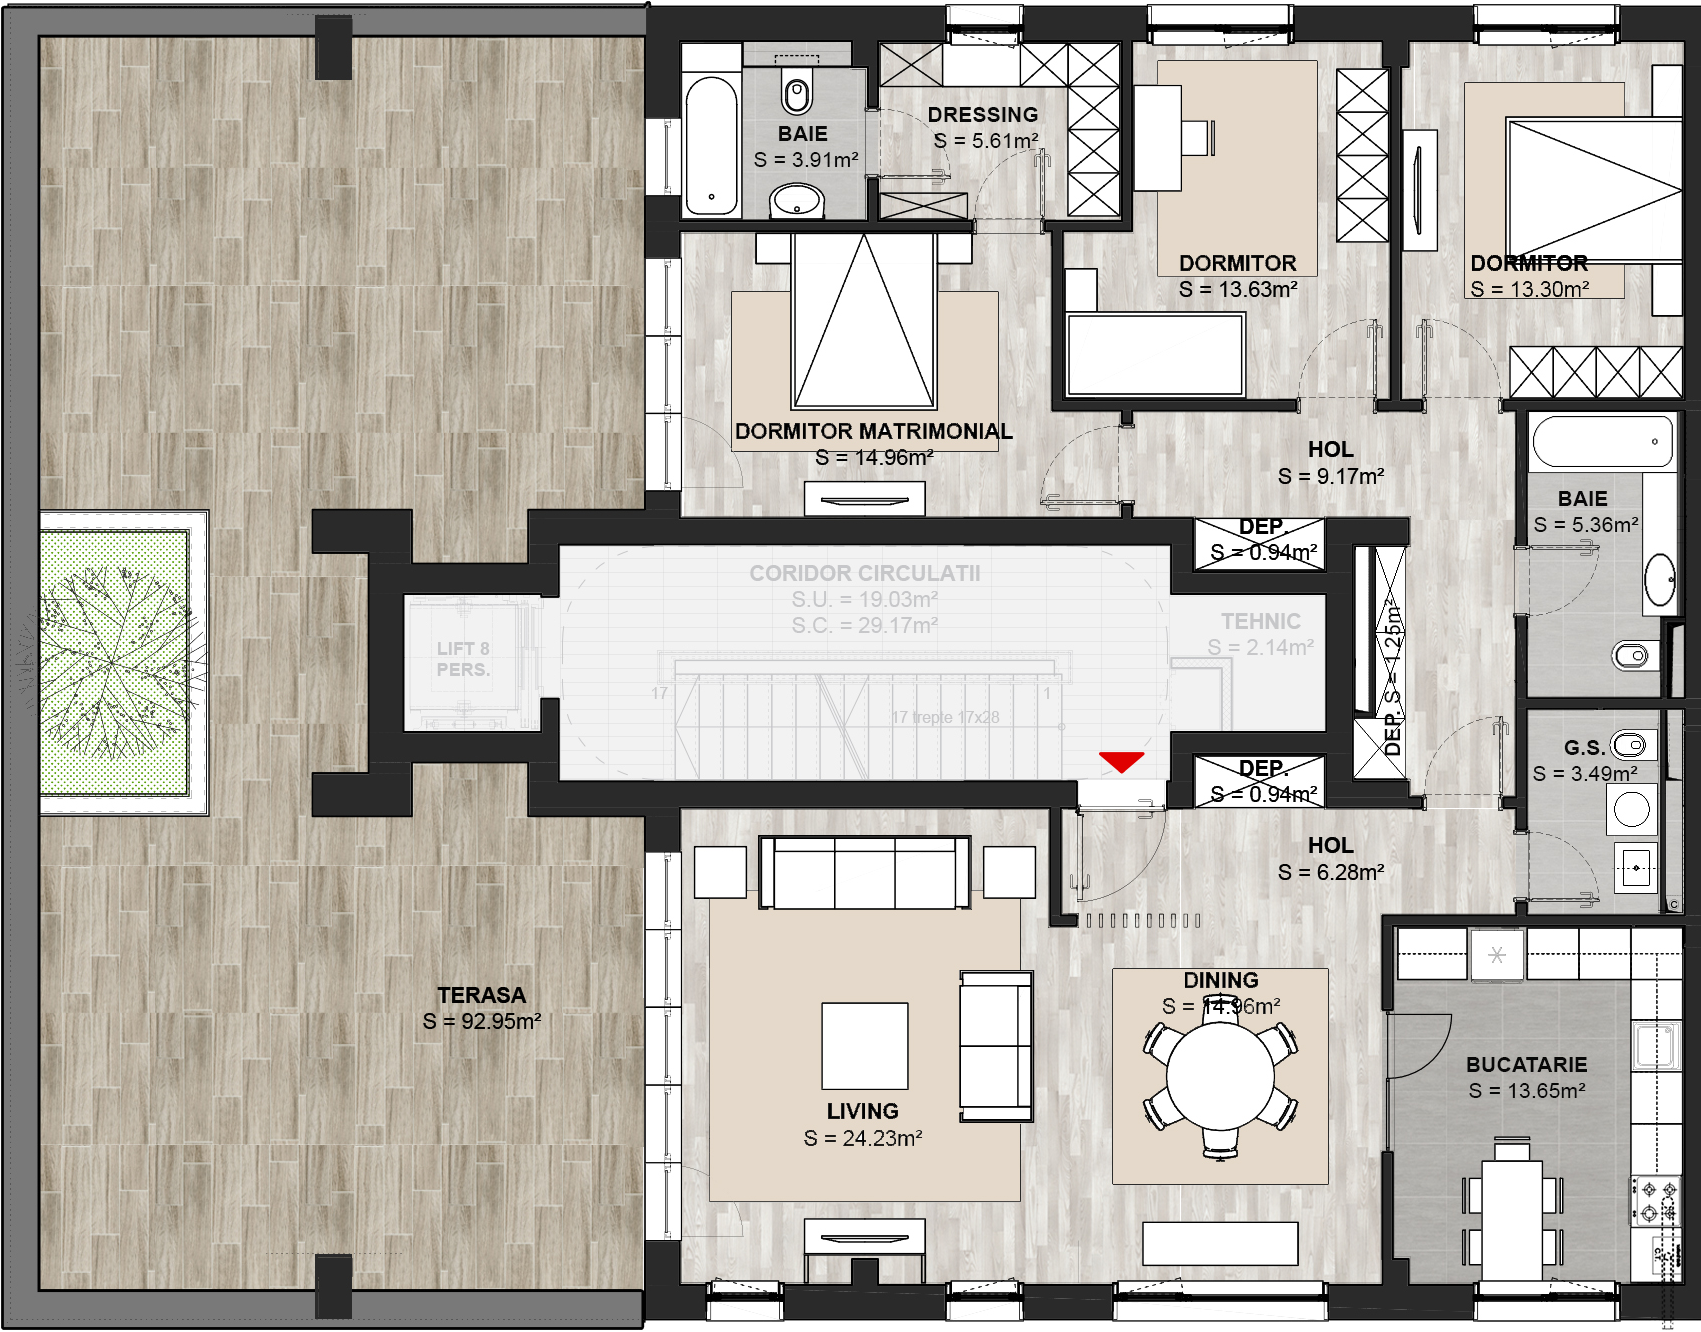 BAIE
S = 3.91m²
DRESSING
S = 5.61m²
DORMITOR
S = 13.63m²
DORMITOR
S = 13.30m²
DORMITOR MATRIMONIAL
S = 14.96m²
HOL
S = 9.17m²
BAIE
S = 5.36m²
DEP.
S = 0.94m²
CORIDOR CIRCULATII
S.U. = 19.03m²
S.C. = 29.17m²
TEHNIC
S = 2.14m²
LIFT 8
PERS.
17
1
17 trepte 17x28
DEP. S = 1.25m²
G.S.
S = 3.49m²
DEP.
S = 0.94m²
HOL
S = 6.28m²
C
TERASA
S = 92.95m²
DINING
S = 14.96m²
LIVING
S = 24.23m²
BUCATARIE
S = 13.65m²
C.T.